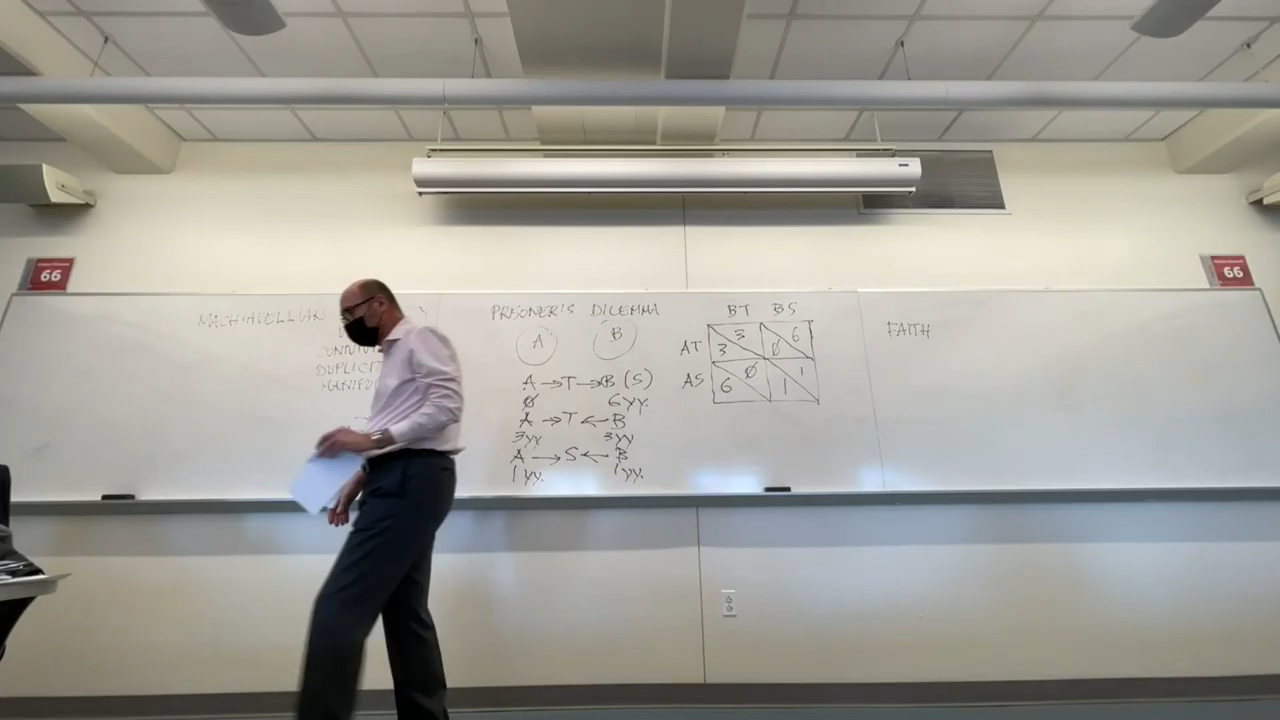 66
66
MACHIAVELLIAN
DUPLICIT
MANIPU
PRISONER'S DILEMMA
A B
A → T → B (S)
Ø 6yy.
A → T ← B
3yy 3yy
A → S ← B
1yy. 1yy.
BT BS
AT 3 3 Ø 6
AS 6 Ø 1 1
FAITH